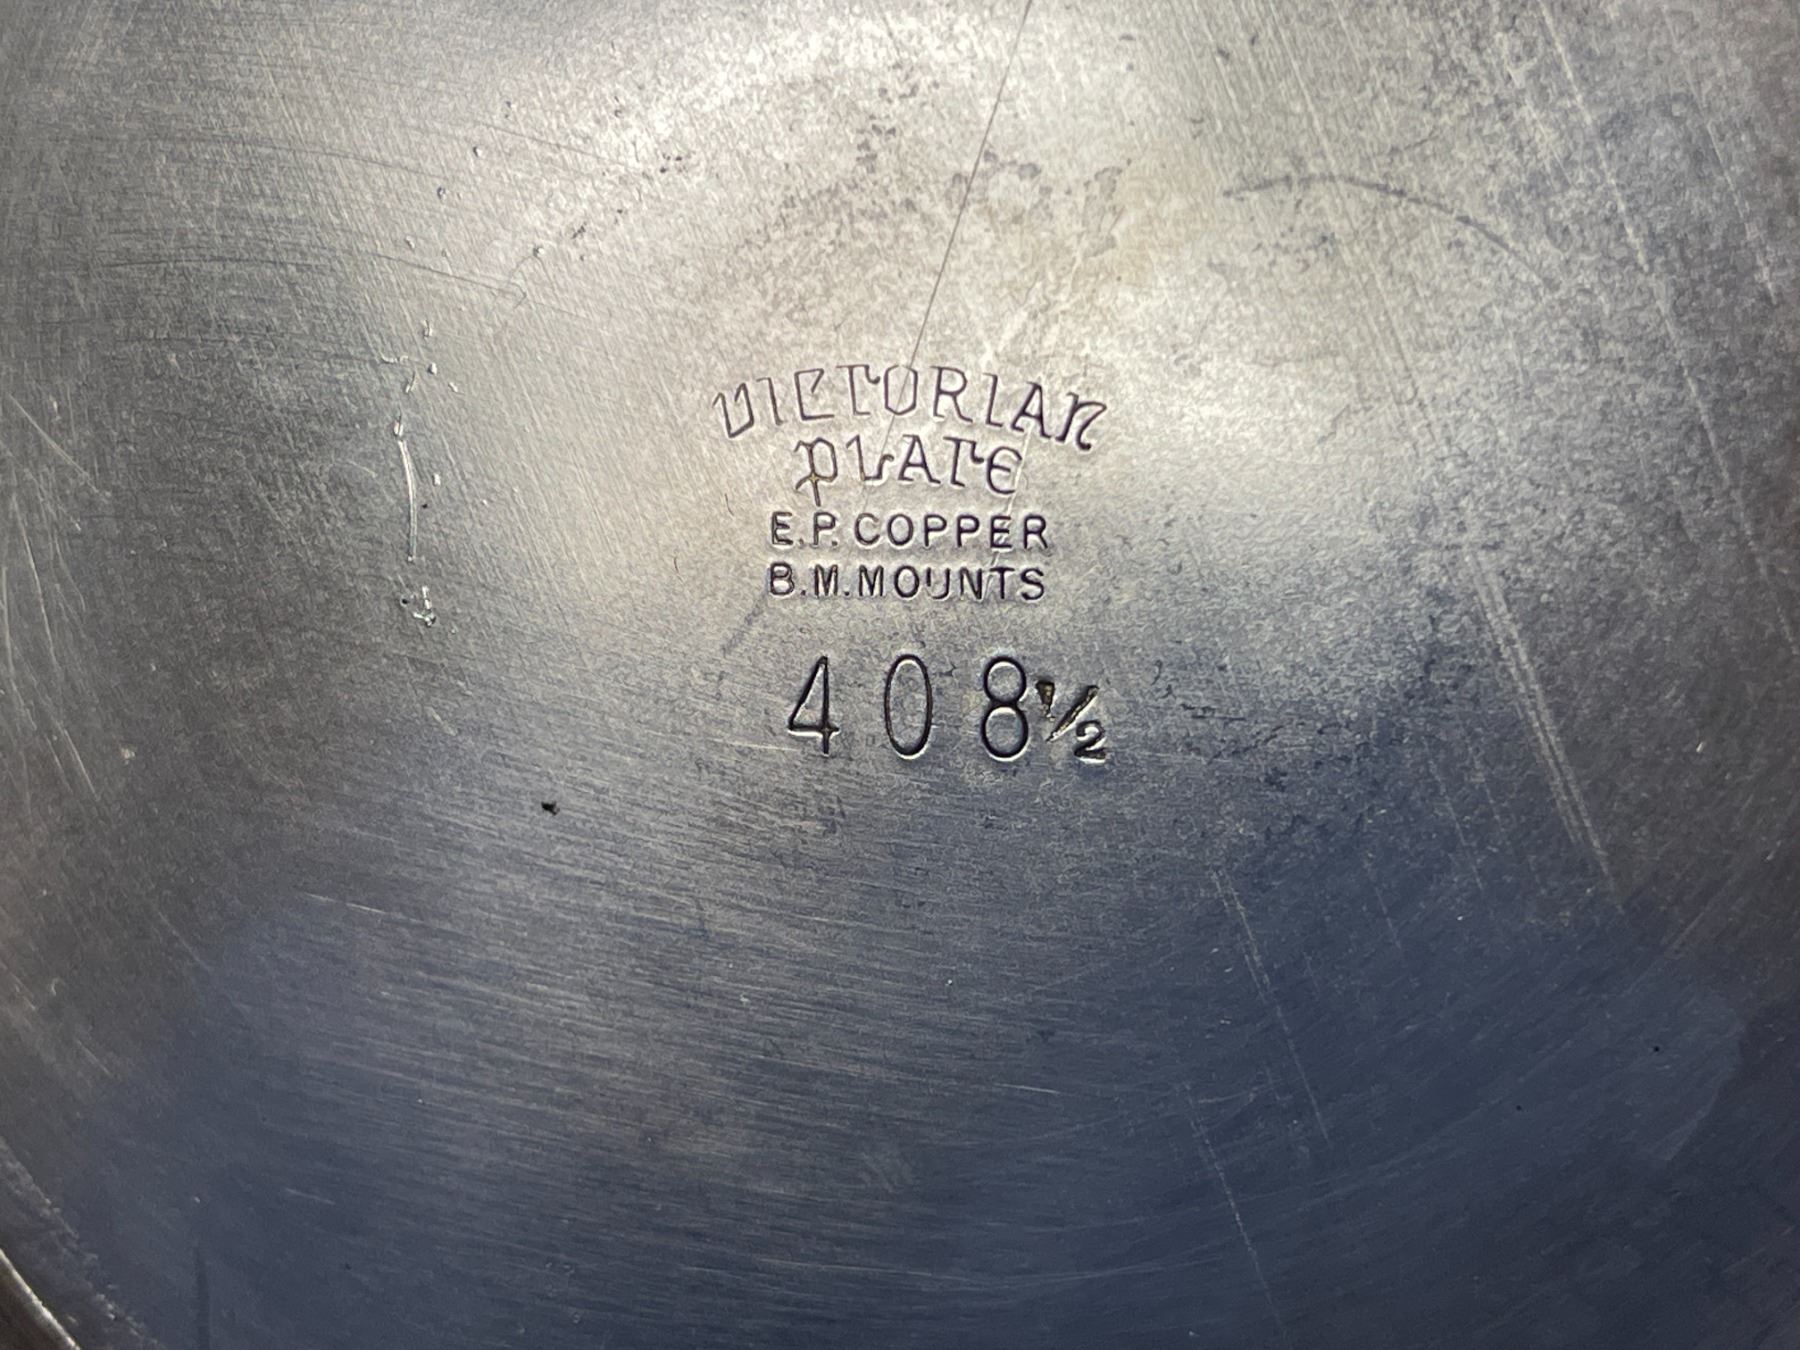 VICTORIAN
PLATE
E.P. COPPER
B.M. MOUNTS
408½